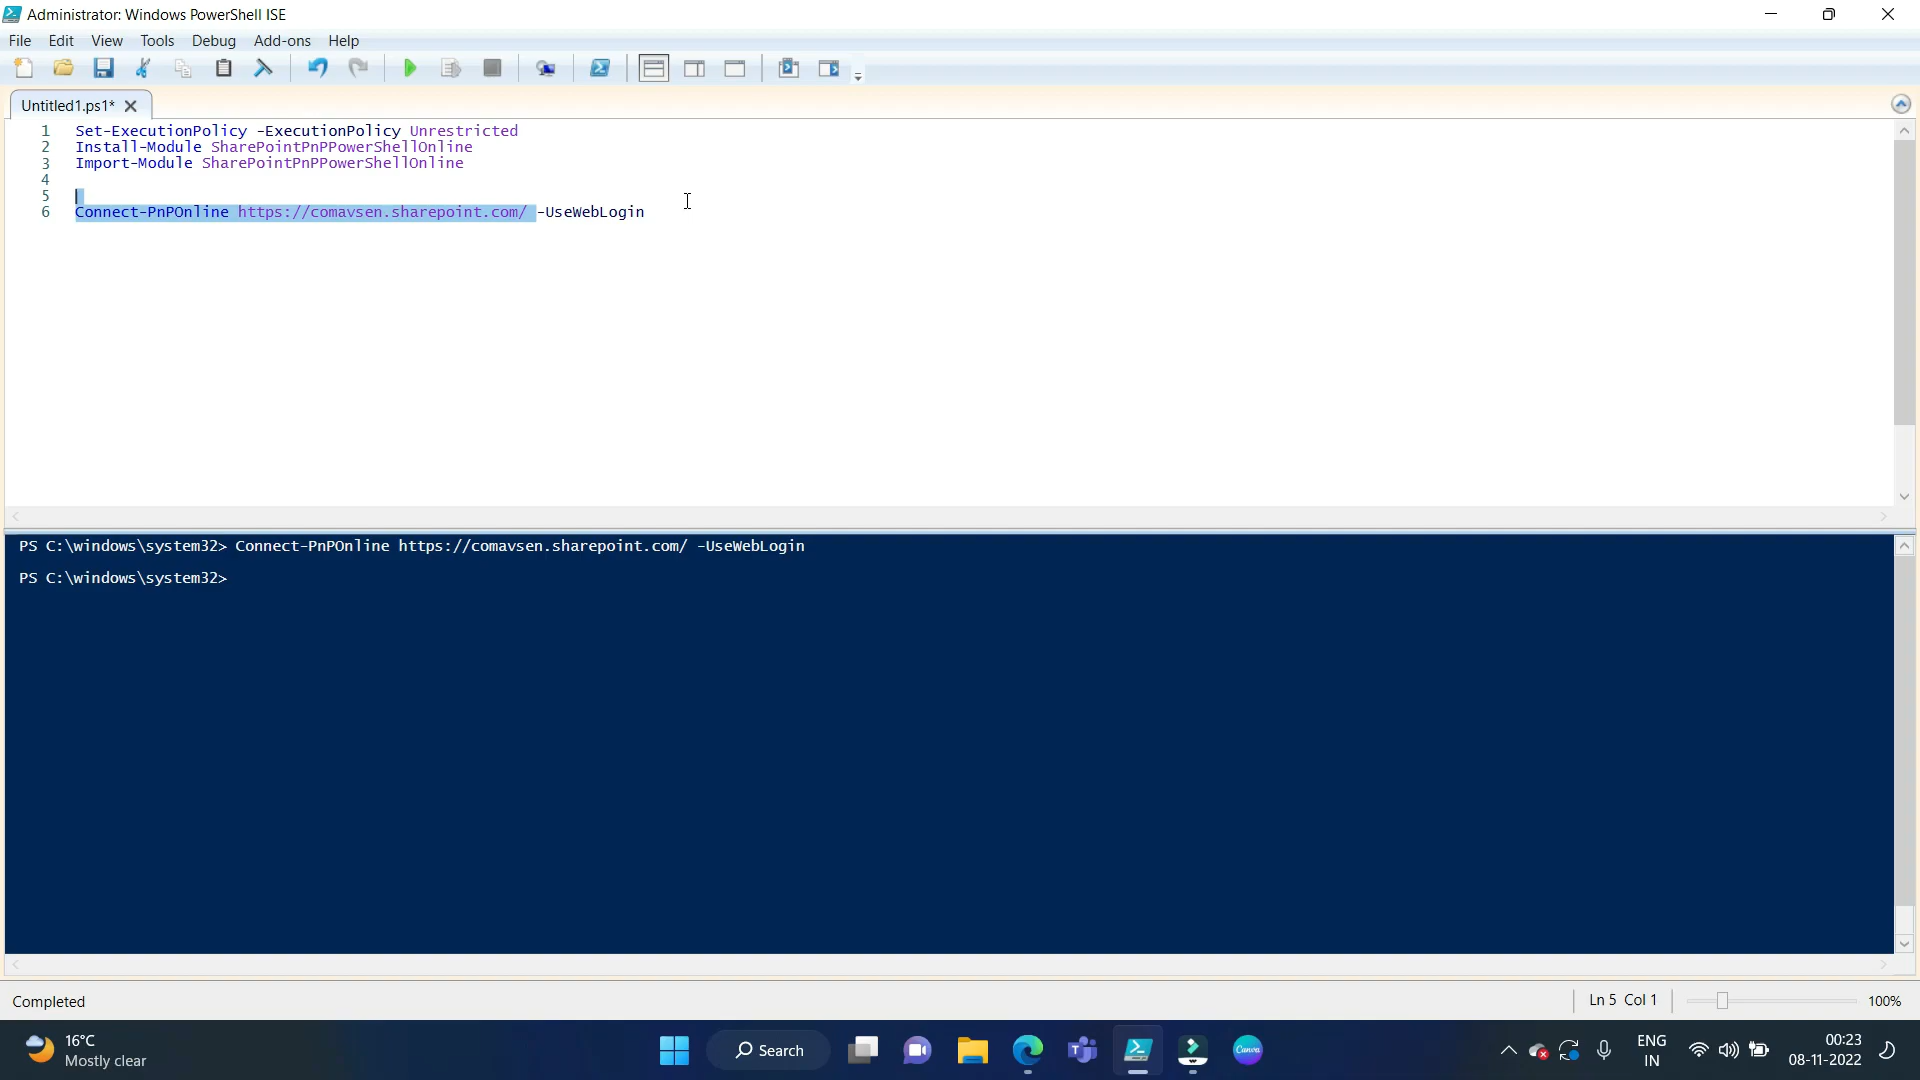 Administrator: Windows PowerShell ISE
File Edit View Tools Debug Add-ons Help
Untitled1.ps1*
1 Set-ExecutionPolicy -ExecutionPolicy Unrestricted
2 Install-Module SharePointPnPPowerShellOnline
3 Import-Module SharePointPnPPowerShellOnline
4
5
6 Connect-PnPOnline https://comavsen.sharepoint.com/ -UseWebLogin
PS C:\windows\system32> Connect-PnPOnline https://comavsen.sharepoint.com/ -UseWebLogin
PS C:\windows\system32>
Completed
Ln 5 Col 1
100%
16°C
Mostly clear
Search
Canva
ENG
IN
00:23
08-11-2022